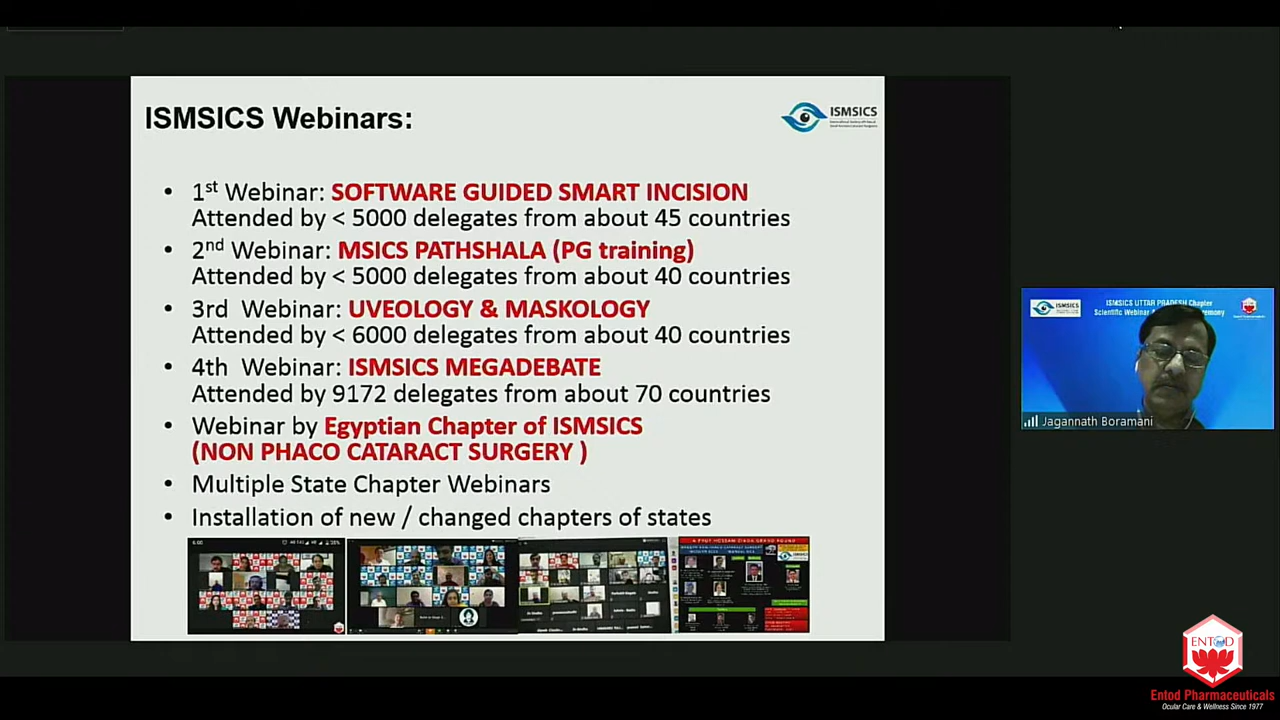 ISMSICS Webinars:
ISMSICS
• 1st Webinar: SOFTWARE GUIDED SMART INCISION
Attended by < 5000 delegates from about 45 countries
• 2nd Webinar: MSICS PATHSHALA (PG training)
Attended by < 5000 delegates from about 40 countries
• 3rd Webinar: UVEOLOGY & MASKOLOGY
Attended by < 6000 delegates from about 40 countries
• 4th Webinar: ISMSICS MEGADEBATE
Attended by 9172 delegates from about 70 countries
• Webinar by Egyptian Chapter of ISMSICS
(NON PHACO CATARACT SURGERY )
• Multiple State Chapter Webinars
• Installation of new / changed chapters of states
ISMSICS
ISMSICS UTTAR PRADESH Chapter
Scientific Webinar
Jagannath Boramani
ENTOD
Entod Pharmaceuticals
Ocular Care & Wellness Since 1977